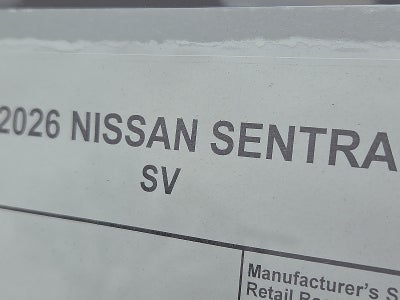 2026 NISSAN SENTRA
SV
Manufacturer's S
Retail